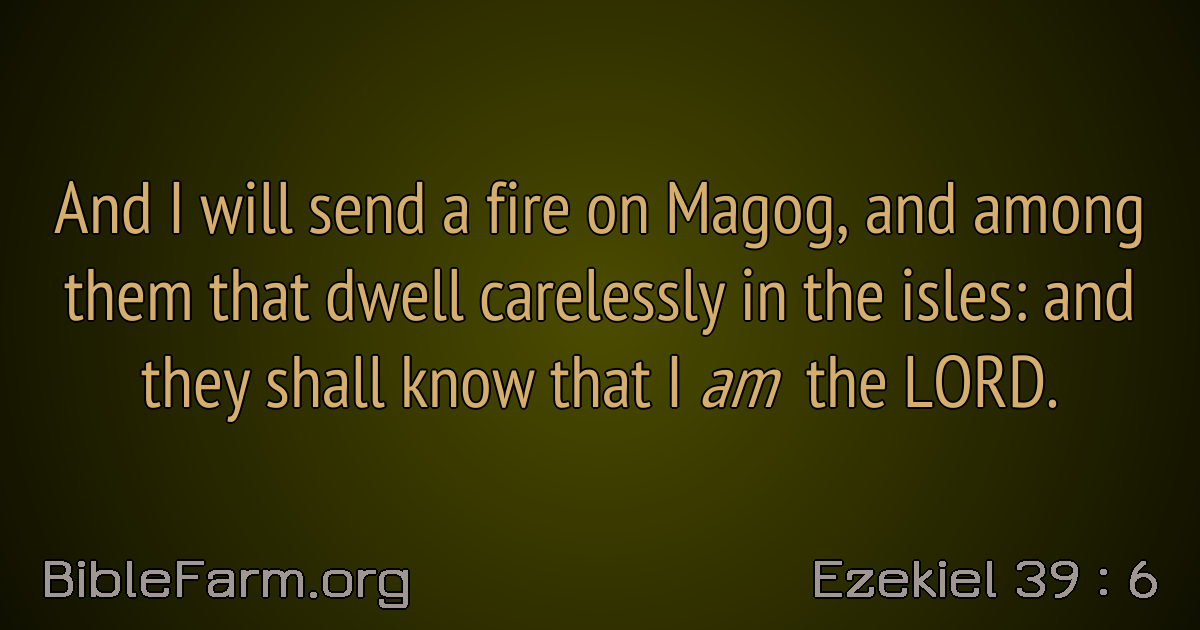 And I will send a fire on Magog, and among
them that dwell carelessly in the isles: and
they shall know that I am the LORD.
BibleFarm.org
Ezekiel 39 : 6